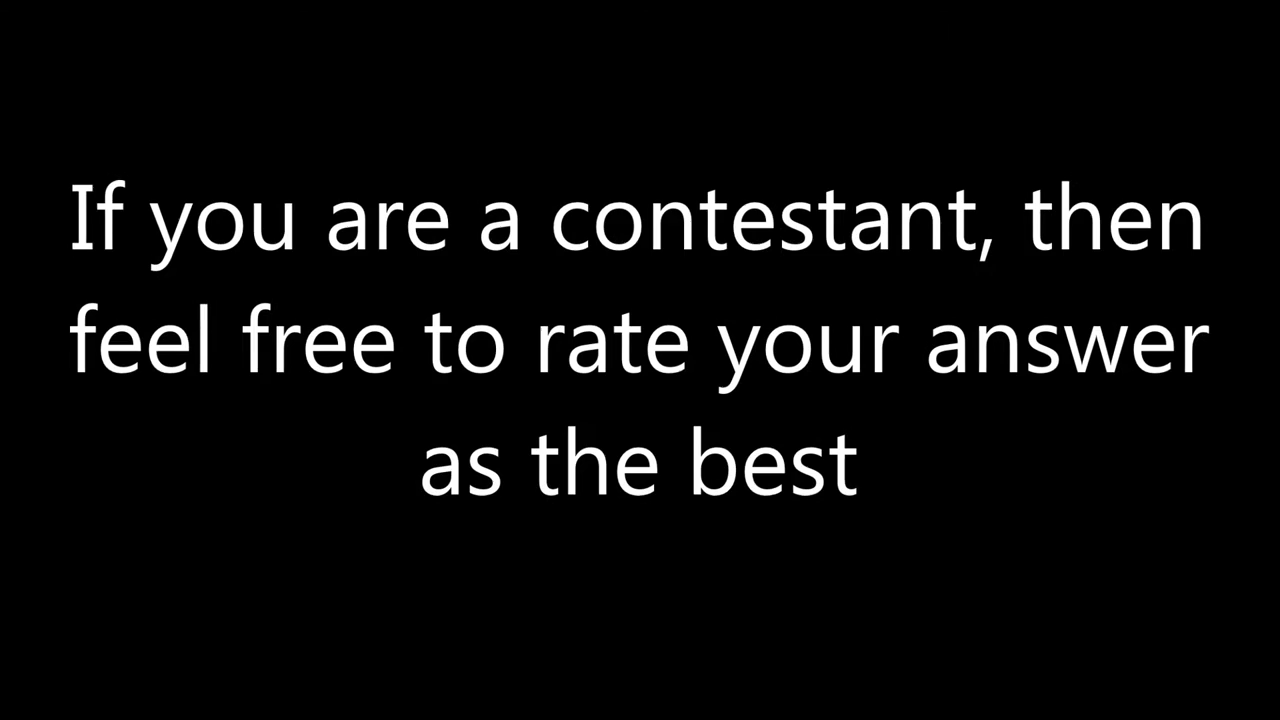 If you are a contestant, then
feel free to rate your answer
as the best